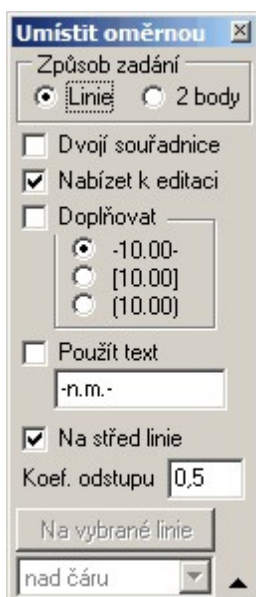 Umístit oměrnou
Způsob zadání
Linie 2 body
Dvojí souřadnice
Nabízet k editaci
Doplňovat
-10.00-
[10.00]
(10.00)
Použít text
-n.m.-
Na střed linie
Koef. odstupu 0,5
Na vybrané linie
nad čáru